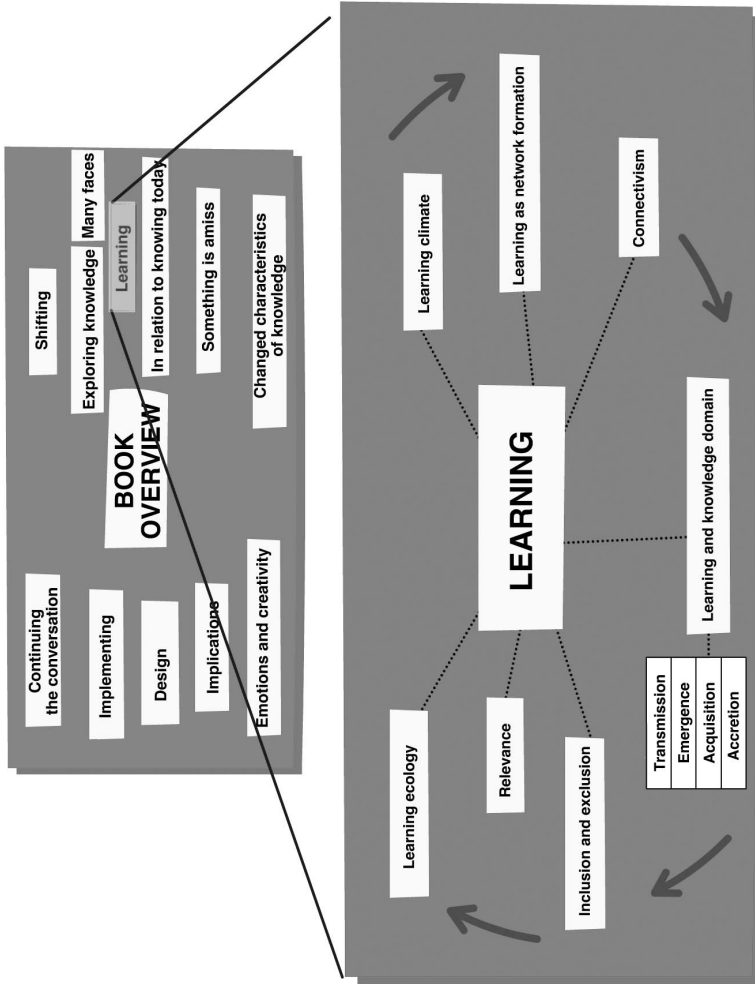 BOOK
OVERVIEW
Shifting
Exploring knowledge
Many faces
Learning
In relation to knowing today
Something is amiss
Changed characteristics
of knowledge
Emotions and creativity
Implications
Design
Implementing
Continuing
the conversation
LEARNING
Learning climate
Learning as network formation
Connectivism
Learning and knowledge domain
Transmission
Emergence
Acquisition
Accretion
Inclusion and exclusion
Relevance
Learning ecology